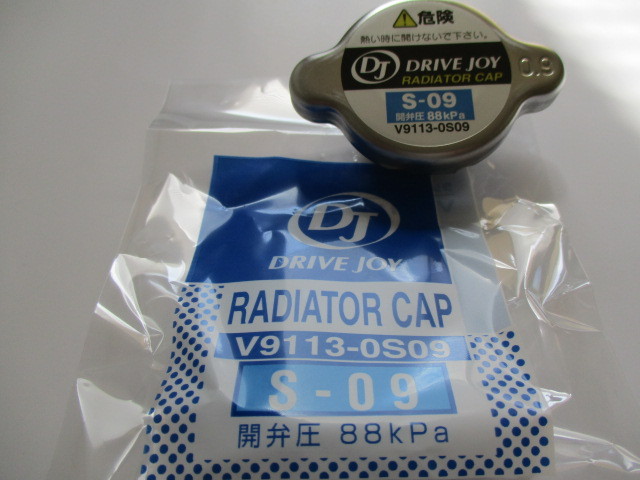 危険
熱い時に開けないで下さい。
DJ DRIVE JOY
RADIATOR CAP
0.9
S-09
開弁圧 88kPa
V9113-0S09
DJ
DRIVE JOY
RADIATOR CAP
V9113-0S09
S-09
開弁圧 88kPa